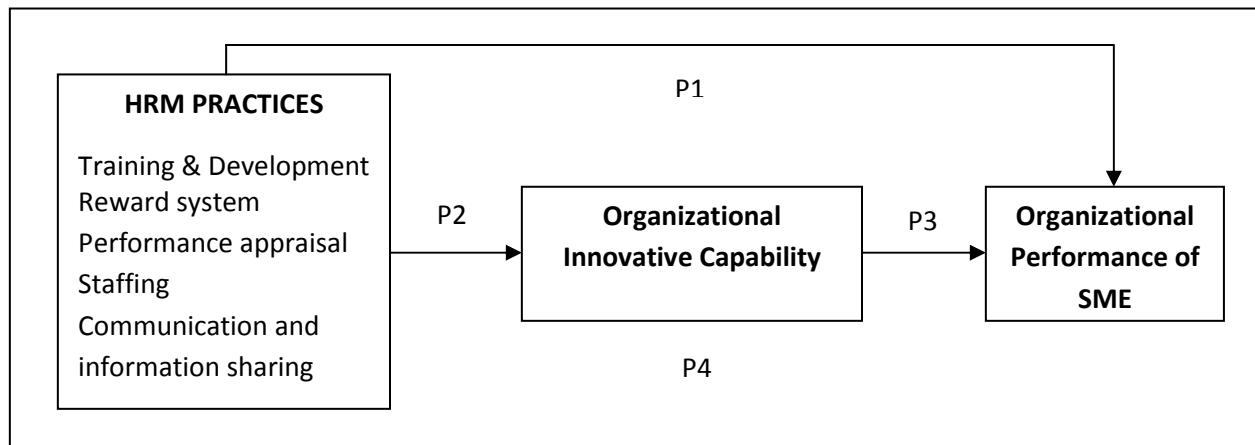 HRM PRACTICES
Training & Development
Reward system
Performance appraisal
Staffing
Communication and
information sharing
P1
P2
Organizational
Innovative Capability
P3
Organizational
Performance of
SME
P4